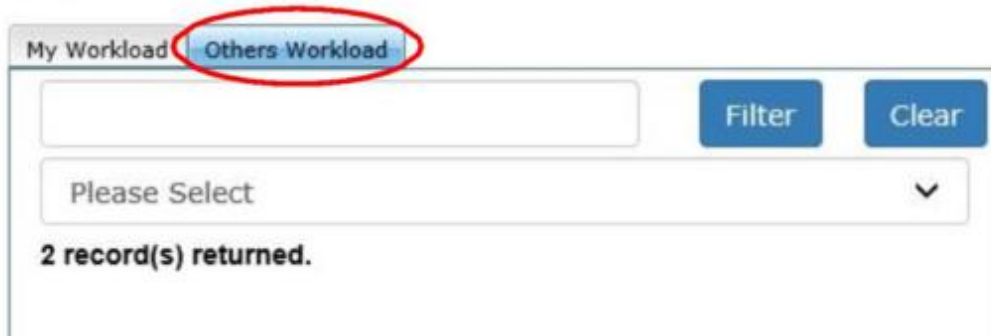 My Workload Others Workload
Filter Clear
Please Select
2 record(s) returned.